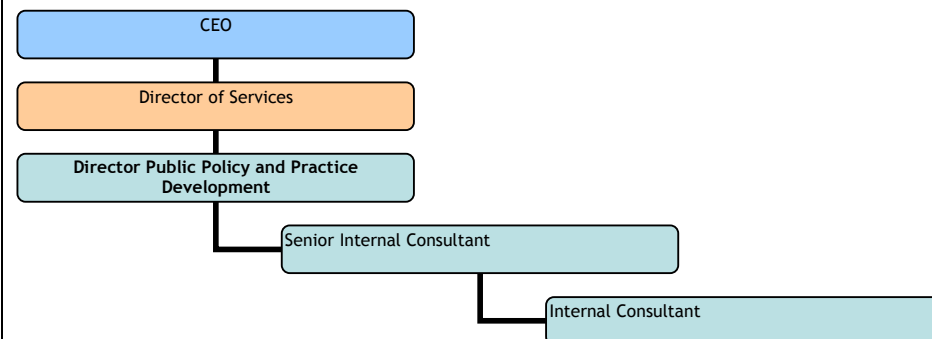 CEO
Director of Services
Director Public Policy and Practice
Development
Senior Internal Consultant
Internal Consultant